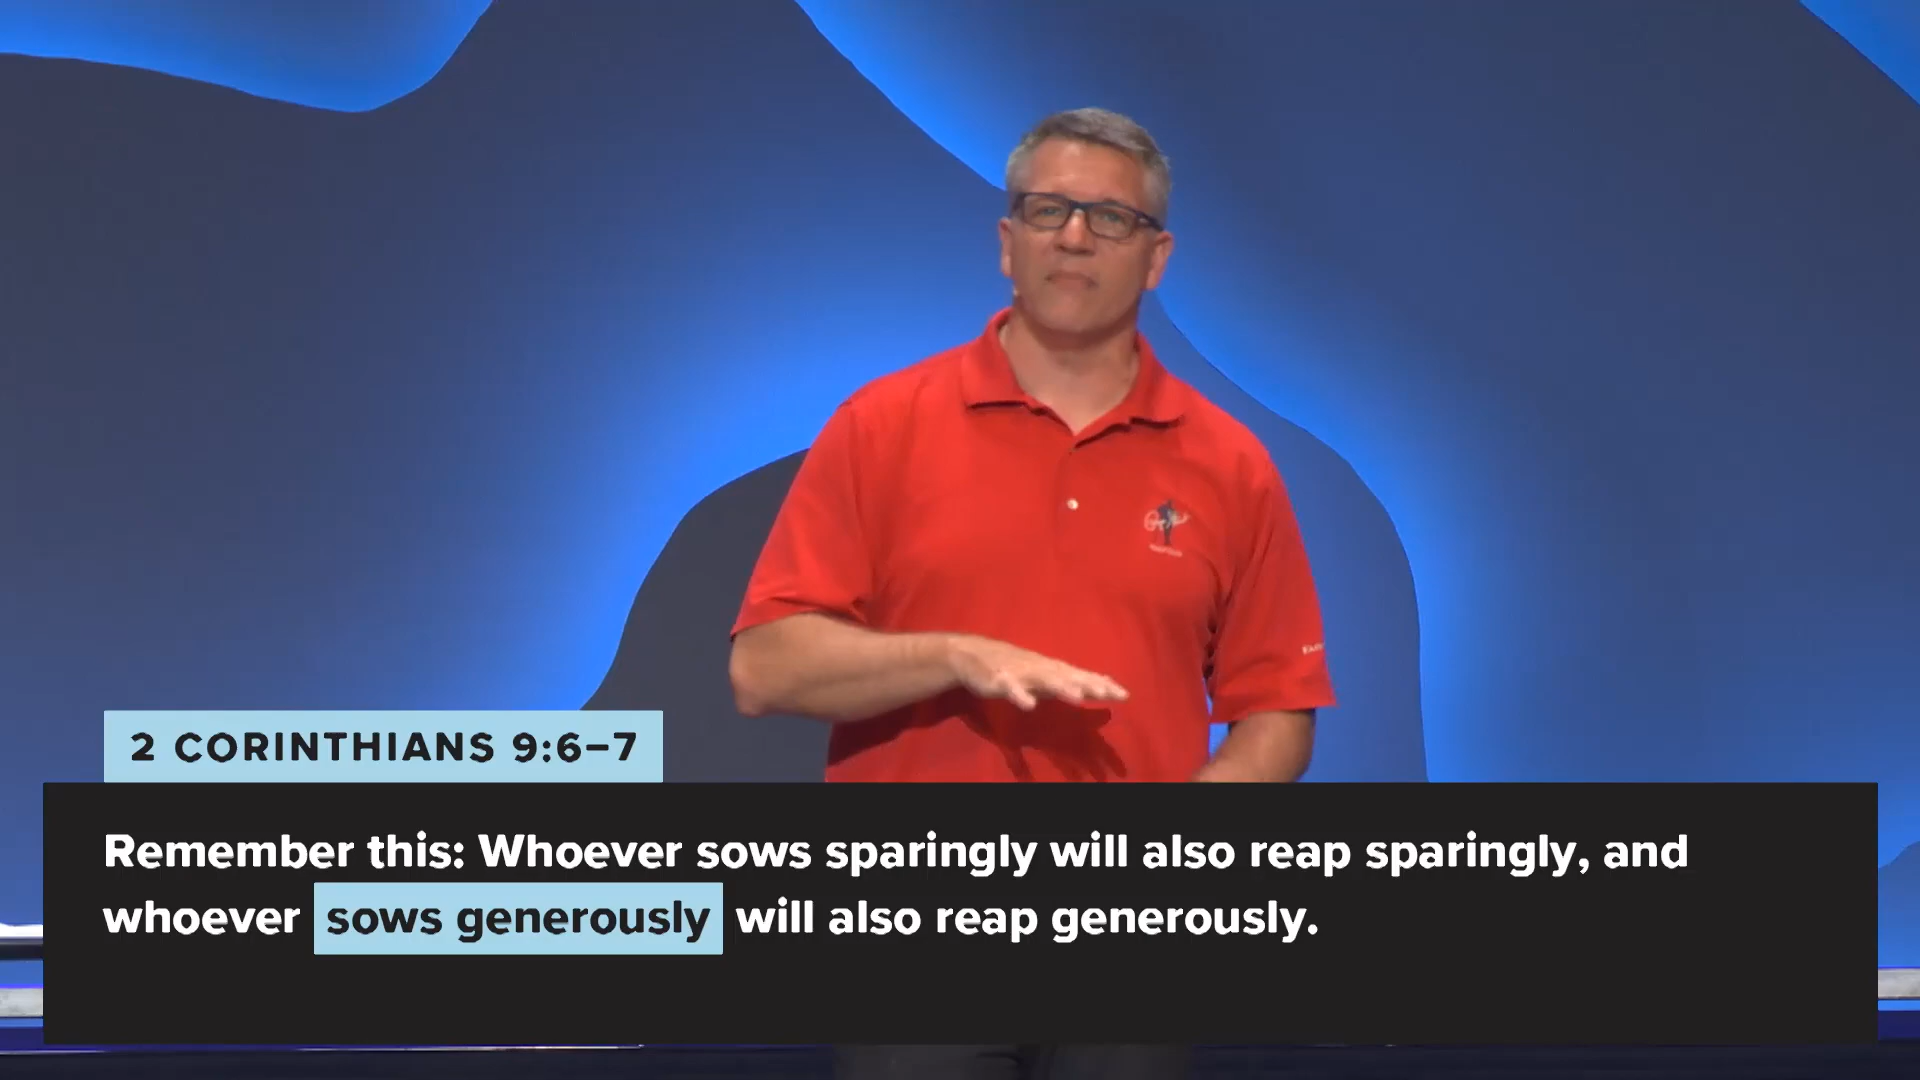 2 CORINTHIANS 9:6–7
Remember this: Whoever sows sparingly will also reap sparingly, and
whoever sows generously will also reap generously.